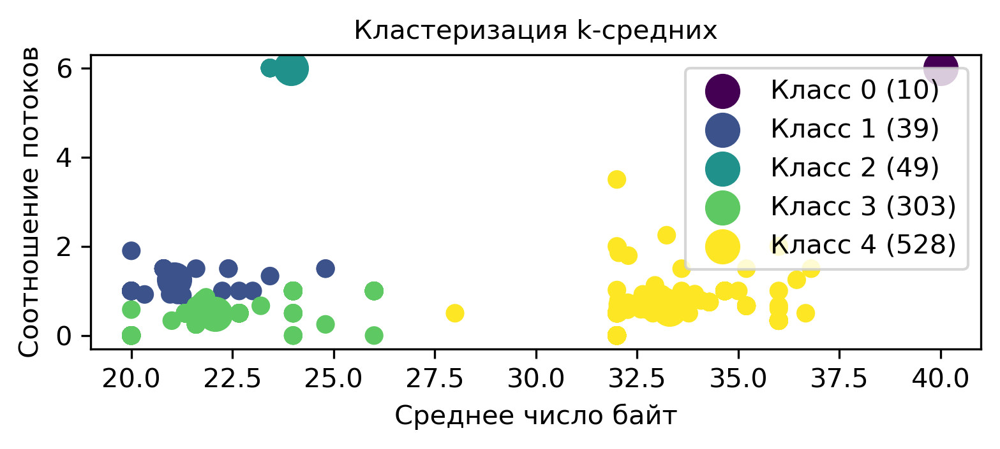 Кластеризация k-средних
Соотношение потоков
6
4
2
0
Класс 0 (10)
Класс 1 (39)
Класс 2 (49)
Класс 3 (303)
Класс 4 (528)
20.0 22.5 25.0 27.5 30.0 32.5 35.0 37.5 40.0
Среднее число байт